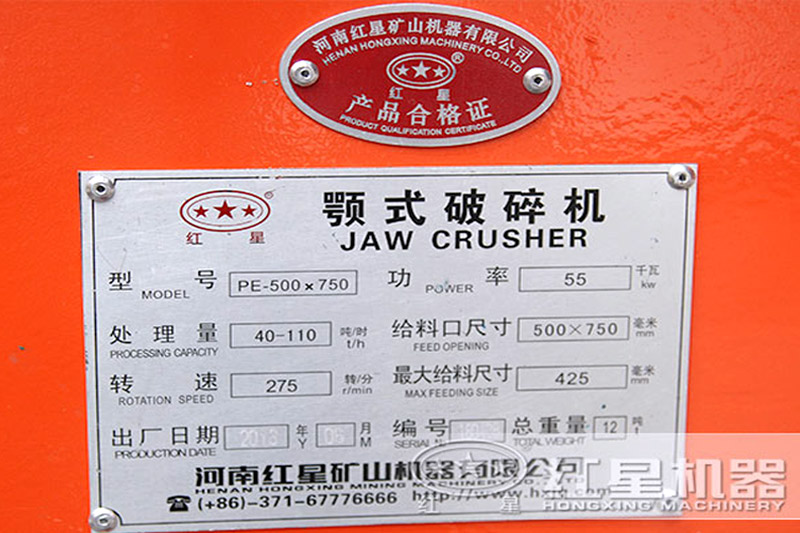 河南红星矿山机器有限公司
HENAN HONGXING MACHINERY CO.,LTD
®
红 星
产品合格证
PRODUCT QUALIFICATION CERTIFICATE
®
红 星
颚式破碎机
JAW CRUSHER
型 号 MODEL PE-500×750 功 率 POWER 55 千瓦 kw
处理量 PROCESSING CAPACITY 40-110 吨/时 t/h 给料口尺寸 FEED OPENING 500×750 毫米 mm
转 速 ROTATION SPEED 275 转/分 r/min 最大给料尺寸 MAX FEEDING SIZE 425 毫米 mm
出厂日期 PRODUCTION DATE 年 Y 月 M 编号 总重量 TOTAL WEIGHT 12 吨 t
河南红星矿山机器有限公司
HENAN HONGXING MINING MACHINERY CO.,LTD
☎(+86)-371-67776666
红 星
红星机器
HONGXING MACHINERY